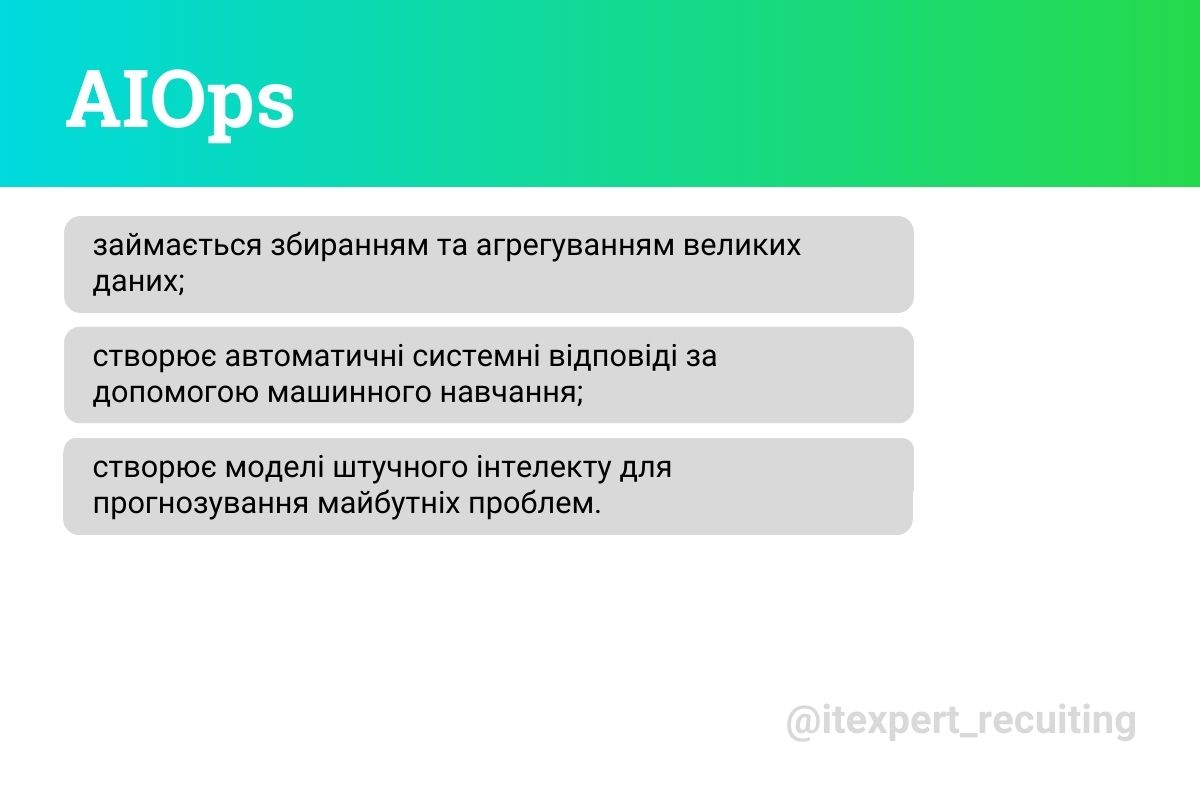 AIOps
займається збиранням та агрегуванням великих
даних;
створює автоматичні системні відповіді за
допомогою машинного навчання;
створює моделі штучного інтелекту для
прогнозування майбутніх проблем.
@itexpert_recuiting